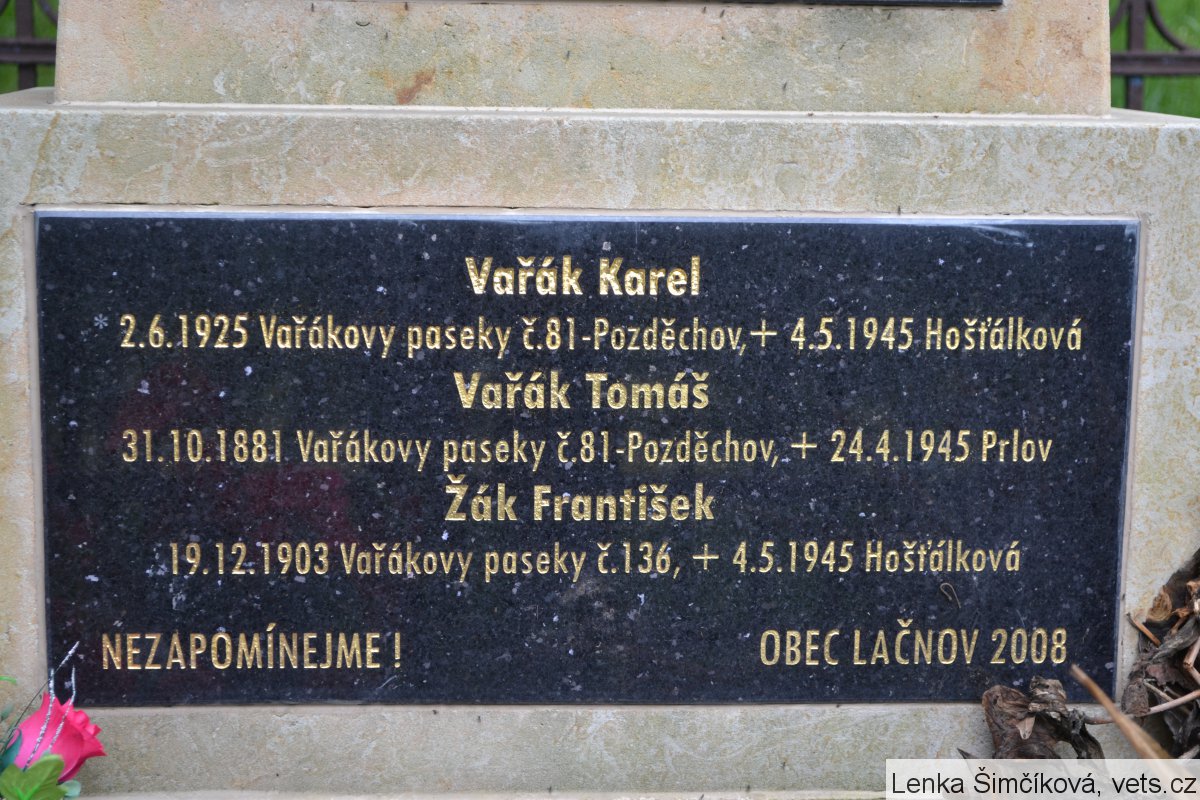 Vařák Karel
* 2.6.1925 Vařákovy paseky č.81-Pozděchov, + 4.5.1945 Hošťálková
Vařák Tomáš
31.10.1881 Vařákovy paseky č.81-Pozděchov, + 24.4.1945 Prlov
Žák František
19.12.1903 Vařákovy paseky č.136, + 4.5.1945 Hošťálková
NEZAPOMÍNEJME ! OBEC LAČNOV 2008
Lenka Šimčíková, vets.cz